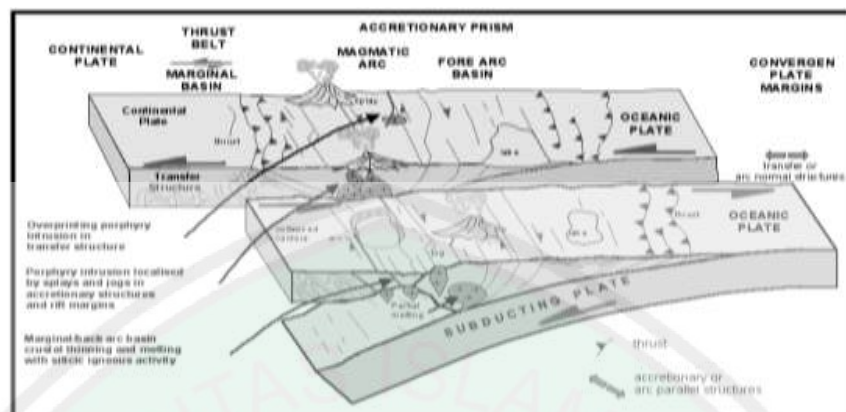 ACCRETIONARY PRISM
THRUST
BELT
CONTINENTAL
PLATE
MARGINAL
BASIN
MAGMATIC
ARC
FORE ARC
BASIN
CONVERGEN
PLATE
MARGINS
Continental
Plate
splay
thrust
OCEANIC
PLATE
Transfer
Structure
transfer or
arc normal structures
Overprinting porphyry
intrusion in
transfer structure
thrust
OCEANIC
PLATE
Porphyry intrusion localised
by splays and jogs in
accretionary structures
and rift margins
Partial
melting
SUBDUCTING PLATE
Marginal/back arc basin
crustal thinning and melting
with silicic igneous activity
thrust
accretionary or
arc parallel structures